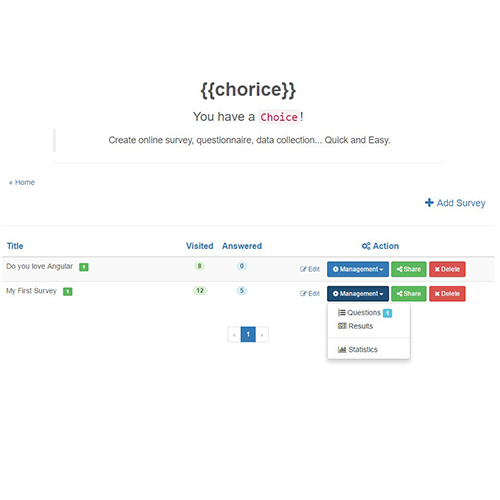 {{chorice}}
You have a Choice!
Create online survey, questionnaire, data collection... Quick and Easy.
« Home
Add Survey
Title Visited Answered Action
Do you love Angular 1 8 0 Edit Management Share Delete
My First Survey 1 12 5 Edit Management Share Delete
Questions 1
Results
‹ 1 ›
Statistics